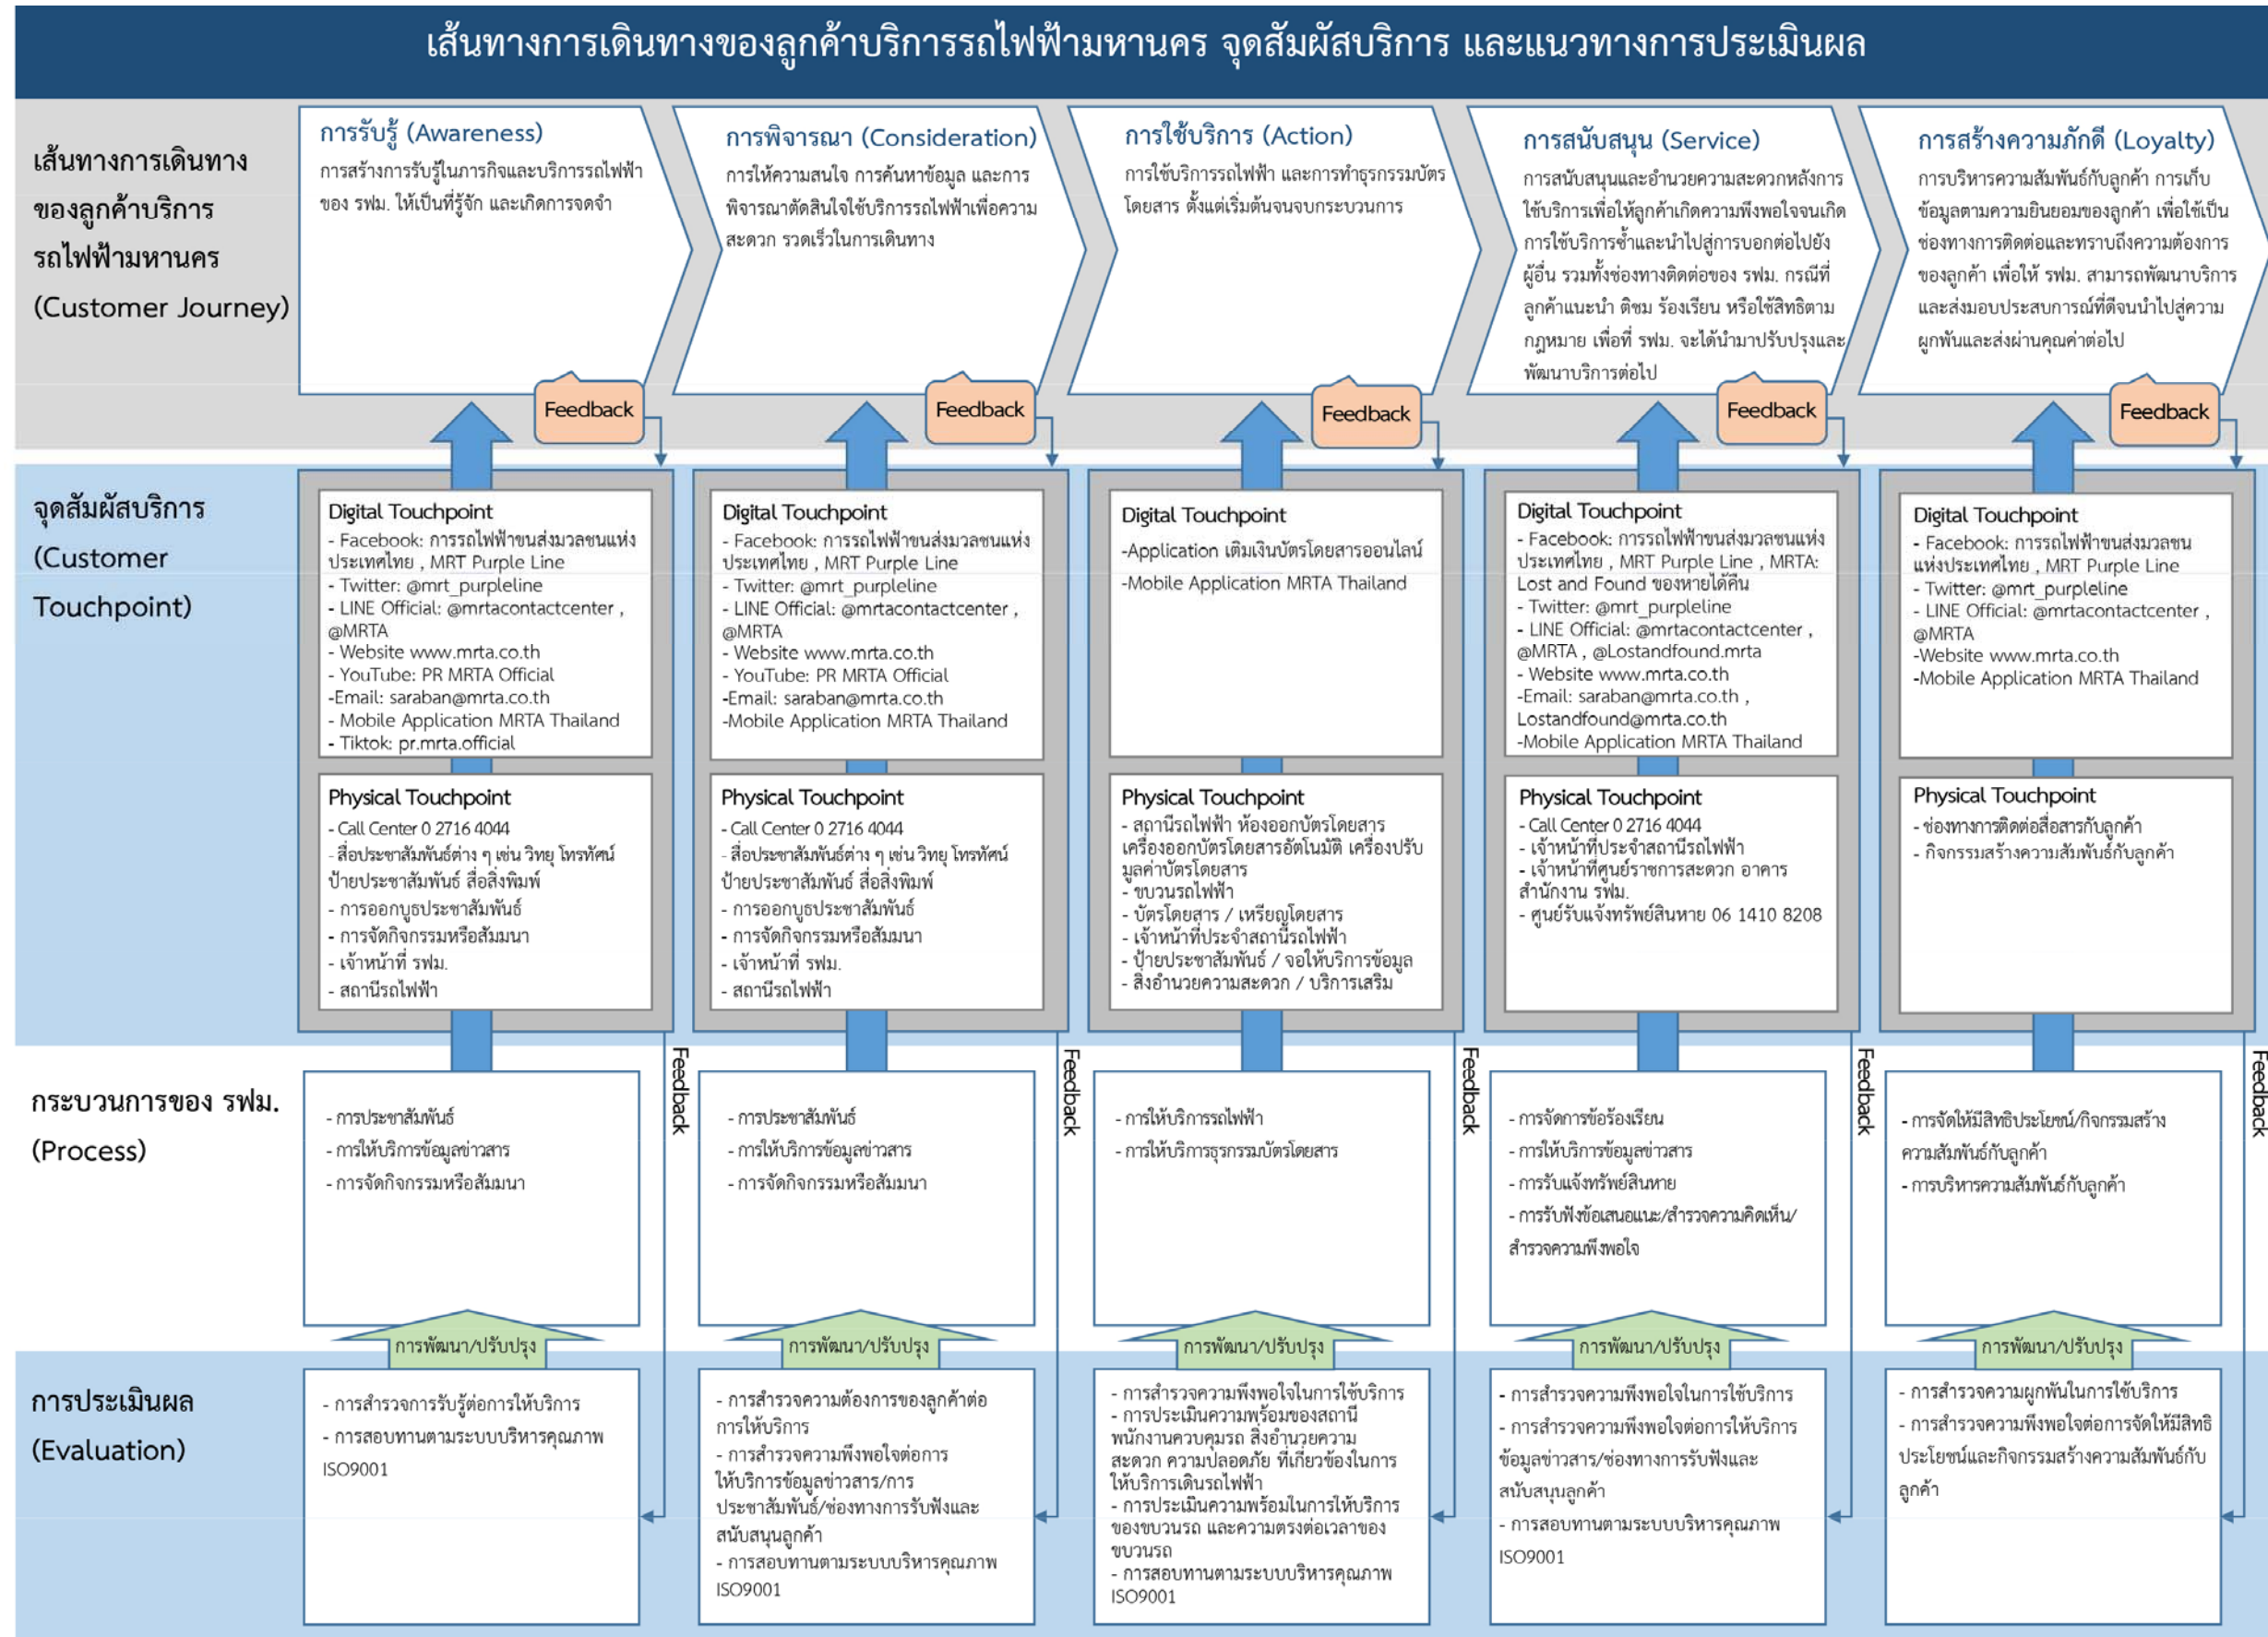 เส้นทางการเดินทางของลูกค้าบริการรถไฟฟ้ามหานคร จุดสัมผัสบริการ และแนวทางการประเมินผล
เส้นทางการเดินทาง
ของลูกค้าบริการ
รถไฟฟ้ามหานคร
(Customer Journey)
การรับรู้ (Awareness)
การสร้างการรับรู้ในภารกิจและบริการรถไฟฟ้า
ของ รฟม. ให้เป็นที่รู้จัก และเกิดการจดจำ
Feedback
การพิจารณา (Consideration)
การให้ความสนใจ การค้นหาข้อมูล และการ
พิจารณาตัดสินใจใช้บริการรถไฟฟ้าเพื่อความ
สะดวก รวดเร็วในการเดินทาง
Feedback
การใช้บริการ (Action)
การใช้บริการรถไฟฟ้า และการทำธุรกรรมบัตร
โดยสาร ตั้งแต่เริ่มต้นจนจบกระบวนการ
Feedback
การสนับสนุน (Service)
การสนับสนุนและอำนวยความสะดวกหลังการ
ใช้บริการเพื่อให้ลูกค้าเกิดความพึงพอใจจนเกิด
การใช้บริการซ้ำและนำไปสู่การบอกต่อไปยัง
ผู้อื่น รวมทั้งช่องทางติดต่อของ รฟม. กรณีที่
ลูกค้าแนะนำ ติชม ร้องเรียน หรือใช้สิทธิตาม
กฎหมาย เพื่อที่ รฟม. จะได้นำมาปรับปรุงและ
พัฒนาบริการต่อไป
Feedback
การสร้างความภักดี (Loyalty)
การบริหารความสัมพันธ์กับลูกค้า การเก็บ
ข้อมูลตามความยินยอมของลูกค้า เพื่อใช้เป็น
ช่องทางการติดต่อและทราบถึงความต้องการ
ของลูกค้า เพื่อให้ รฟม. สามารถพัฒนาบริการ
และส่งมอบประสบการณ์ที่ดีจนนำไปสู่ความ
ผูกพันและส่งผ่านคุณค่าต่อไป
Feedback
จุดสัมผัสบริการ
(Customer
Touchpoint)
Digital Touchpoint
- Facebook: การรถไฟฟ้าขนส่งมวลชนแห่ง
ประเทศไทย , MRT Purple Line
- Twitter: @mrt_purpleline
- LINE Official: @mrtacontactcenter ,
@MRTA
- Website www.mrta.co.th
- YouTube: PR MRTA Official
-Email: saraban@mrta.co.th
- Mobile Application MRTA Thailand
- Tiktok: pr.mrta.official
Physical Touchpoint
- Call Center 0 2716 4044
- สื่อประชาสัมพันธ์ต่าง ๆ เช่น วิทยุ โทรทัศน์
ป้ายประชาสัมพันธ์ สื่อสิ่งพิมพ์
- การออกบูธประชาสัมพันธ์
- การจัดกิจกรรมหรือสัมมนา
- เจ้าหน้าที่ รฟม.
- สถานีรถไฟฟ้า
Digital Touchpoint
- Facebook: การรถไฟฟ้าขนส่งมวลชนแห่ง
ประเทศไทย , MRT Purple Line
- Twitter: @mrt_purpleline
- LINE Official: @mrtacontactcenter ,
@MRTA
- Website www.mrta.co.th
- YouTube: PR MRTA Official
-Email: saraban@mrta.co.th
-Mobile Application MRTA Thailand
Physical Touchpoint
- Call Center 0 2716 4044
- สื่อประชาสัมพันธ์ต่าง ๆ เช่น วิทยุ โทรทัศน์
ป้ายประชาสัมพันธ์ สื่อสิ่งพิมพ์
- การออกบูธประชาสัมพันธ์
- การจัดกิจกรรมหรือสัมมนา
- เจ้าหน้าที่ รฟม.
- สถานีรถไฟฟ้า
Digital Touchpoint
-Application เติมเงินบัตรโดยสารออนไลน์
-Mobile Application MRTA Thailand
Physical Touchpoint
- สถานีรถไฟฟ้า ห้องออกบัตรโดยสาร
เครื่องออกบัตรโดยสารอัตโนมัติ เครื่องปรับ
มูลค่าบัตรโดยสาร
- ขบวนรถไฟฟ้า
- บัตรโดยสาร / เหรียญโดยสาร
- เจ้าหน้าที่ประจำสถานีรถไฟฟ้า
- ป้ายประชาสัมพันธ์ / จอให้บริการข้อมูล
- สิ่งอำนวยความสะดวก / บริการเสริม
Digital Touchpoint
- Facebook: การรถไฟฟ้าขนส่งมวลชนแห่ง
ประเทศไทย , MRT Purple Line , MRTA:
Lost and Found ของหายได้คืน
- Twitter: @mrt_purpleline
- LINE Official: @mrtacontactcenter ,
@MRTA , @Lostandfound.mrta
- Website www.mrta.co.th
-Email: saraban@mrta.co.th ,
Lostandfound@mrta.co.th
-Mobile Application MRTA Thailand
Physical Touchpoint
- Call Center 0 2716 4044
- เจ้าหน้าที่ประจำสถานีรถไฟฟ้า
- เจ้าหน้าที่ศูนย์ราชการสะดวก อาคาร
สำนักงาน รฟม.
- ศูนย์รับแจ้งทรัพย์สินหาย 06 1410 8208
Digital Touchpoint
- Facebook: การรถไฟฟ้าขนส่งมวลชน
แห่งประเทศไทย , MRT Purple Line
- Twitter: @mrt_purpleline
- LINE Official: @mrtacontactcenter ,
@MRTA
-Website www.mrta.co.th
-Mobile Application MRTA Thailand
Physical Touchpoint
- ช่องทางการติดต่อสื่อสารกับลูกค้า
- กิจกรรมสร้างความสัมพันธ์กับลูกค้า
กระบวนการของ รฟม.
(Process)
- การประชาสัมพันธ์
- การให้บริการข้อมูลข่าวสาร
- การจัดกิจกรรมหรือสัมมนา
Feedback
- การประชาสัมพันธ์
- การให้บริการข้อมูลข่าวสาร
- การจัดกิจกรรมหรือสัมมนา
Feedback
- การให้บริการรถไฟฟ้า
- การให้บริการธุรกรรมบัตรโดยสาร
Feedback
- การจัดการข้อร้องเรียน
- การให้บริการข้อมูลข่าวสาร
- การรับแจ้งทรัพย์สินหาย
- การรับฟังข้อเสนอแนะ/สำรวจความคิดเห็น/
สำรวจความพึงพอใจ
Feedback
- การจัดให้มีสิทธิประโยชน์/กิจกรรมสร้าง
ความสัมพันธ์กับลูกค้า
- การบริหารความสัมพันธ์กับลูกค้า
Feedback
การพัฒนา/ปรับปรุง
การพัฒนา/ปรับปรุง
การพัฒนา/ปรับปรุง
การพัฒนา/ปรับปรุง
การพัฒนา/ปรับปรุง
การประเมินผล
(Evaluation)
- การสำรวจการรับรู้ต่อการให้บริการ
- การสอบทานตามระบบบริหารคุณภาพ
ISO9001
- การสำรวจความต้องการของลูกค้าต่อ
การให้บริการ
- การสำรวจความพึงพอใจต่อการ
ให้บริการข้อมูลข่าวสาร/การ
ประชาสัมพันธ์/ช่องทางการรับฟังและ
สนับสนุนลูกค้า
- การสอบทานตามระบบบริหารคุณภาพ
ISO9001
- การสำรวจความพึงพอใจในการใช้บริการ
- การประเมินความพร้อมของสถานี
พนักงานควบคุมรถ สิ่งอำนวยความ
สะดวก ความปลอดภัย ที่เกี่ยวข้องในการ
ให้บริการเดินรถไฟฟ้า
- การประเมินความพร้อมในการให้บริการ
ของขบวนรถ และความตรงต่อเวลาของ
ขบวนรถ
- การสอบทานตามระบบบริหารคุณภาพ
ISO9001
- การสำรวจความพึงพอใจในการใช้บริการ
- การสำรวจความพึงพอใจต่อการให้บริการ
ข้อมูลข่าวสาร/ช่องทางการรับฟังและ
สนับสนุนลูกค้า
- การสอบทานตามระบบบริหารคุณภาพ
ISO9001
- การสำรวจความผูกพันในการใช้บริการ
- การสำรวจความพึงพอใจต่อการจัดให้มีสิทธิ
ประโยชน์และกิจกรรมสร้างความสัมพันธ์กับ
ลูกค้า